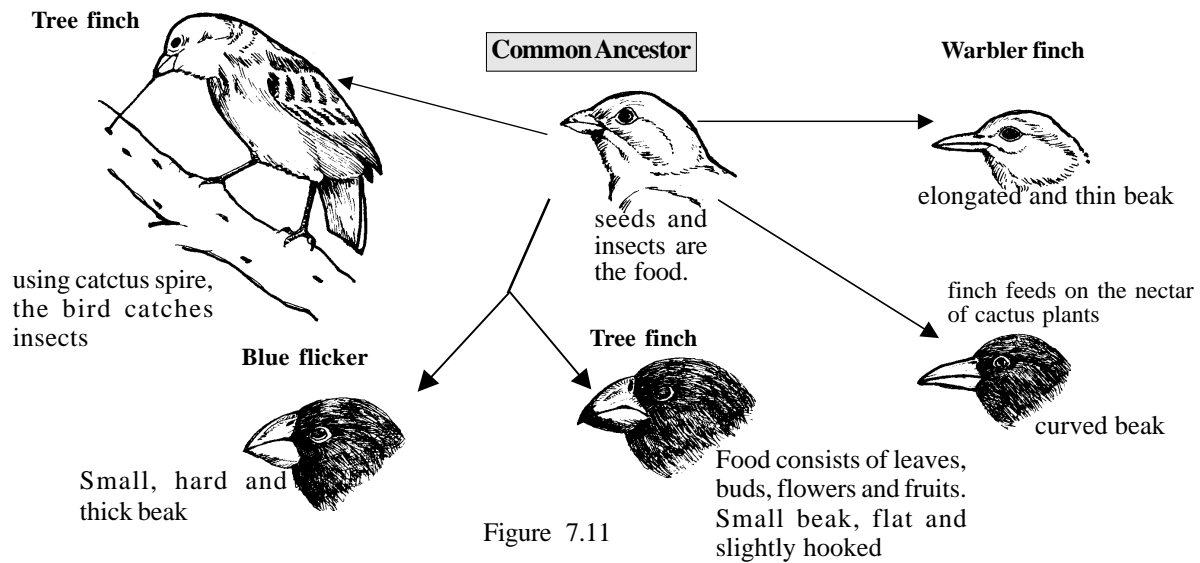 Tree finch
Common Ancestor
Warbler finch
elongated and thin beak
seeds and
insects are
the food.
using catctus spire,
the bird catches
insects
finch feeds on the nectar
of cactus plants
curved beak
Blue flicker
Small, hard and
thick beak
Tree finch
Food consists of leaves,
buds, flowers and fruits.
Small beak, flat and
slightly hooked
Figure 7.11